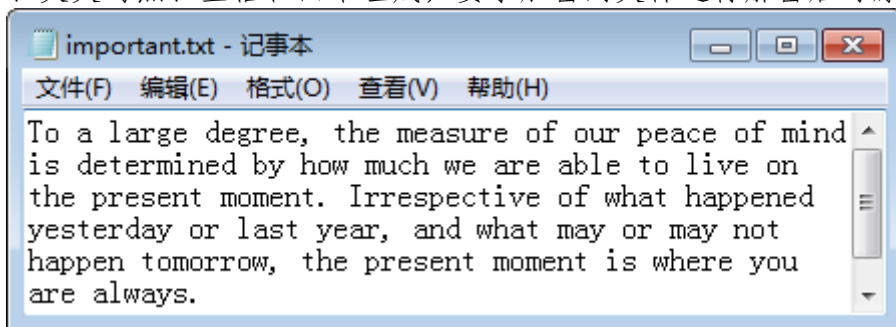 important.txt - 记事本
文件(F) 编辑(E) 格式(O) 查看(V) 帮助(H)
To a large degree, the measure of our peace of mind
is determined by how much we are able to live on
the present moment. Irrespective of what happened
yesterday or last year, and what may or may not
happen tomorrow, the present moment is where you
are always.